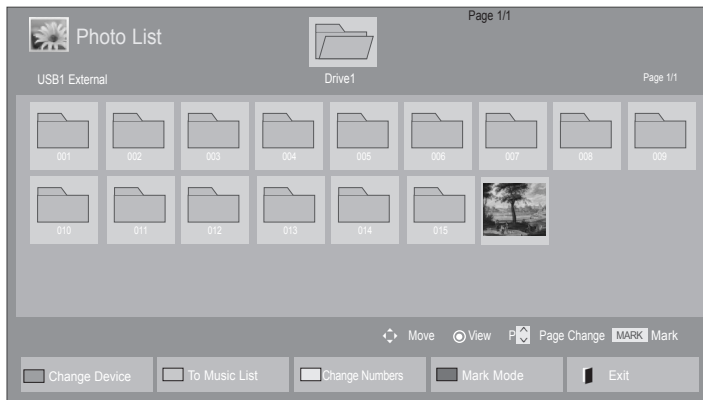 Page 1/1
Photo List
USB1 External Drive1 Page 1/1
001 002 003 004 005 006 007 008 009
010 011 012 013 014 015
Move View P Page Change MARK Mark
Change Device To Music List Change Numbers Mark Mode Exit